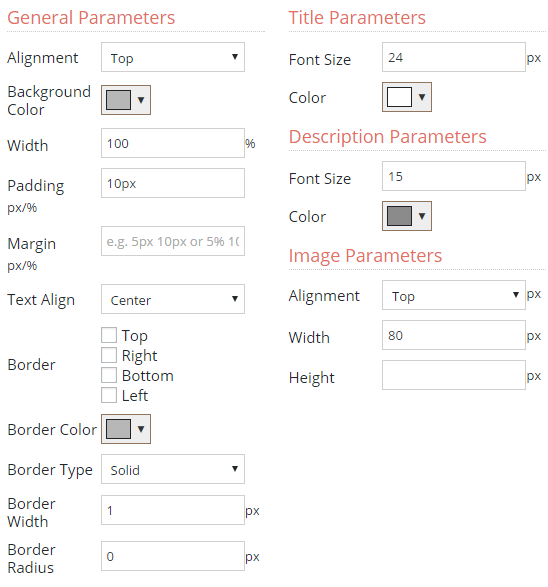 General Parameters
Alignment Top
Background
Color
Width 100 %
Padding 10px
px/%
Margin e.g. 5px 10px or 5% 10
px/%
Text Align Center
Top
Right
Border
Bottom
Left
Border Color
Border Type Solid
Border
Width 1 px
Border
Radius 0 px
Title Parameters
Font Size 24 px
Color
Description Parameters
Font Size 15 px
Color
Image Parameters
Alignment Top px
Width 80 px
Height px